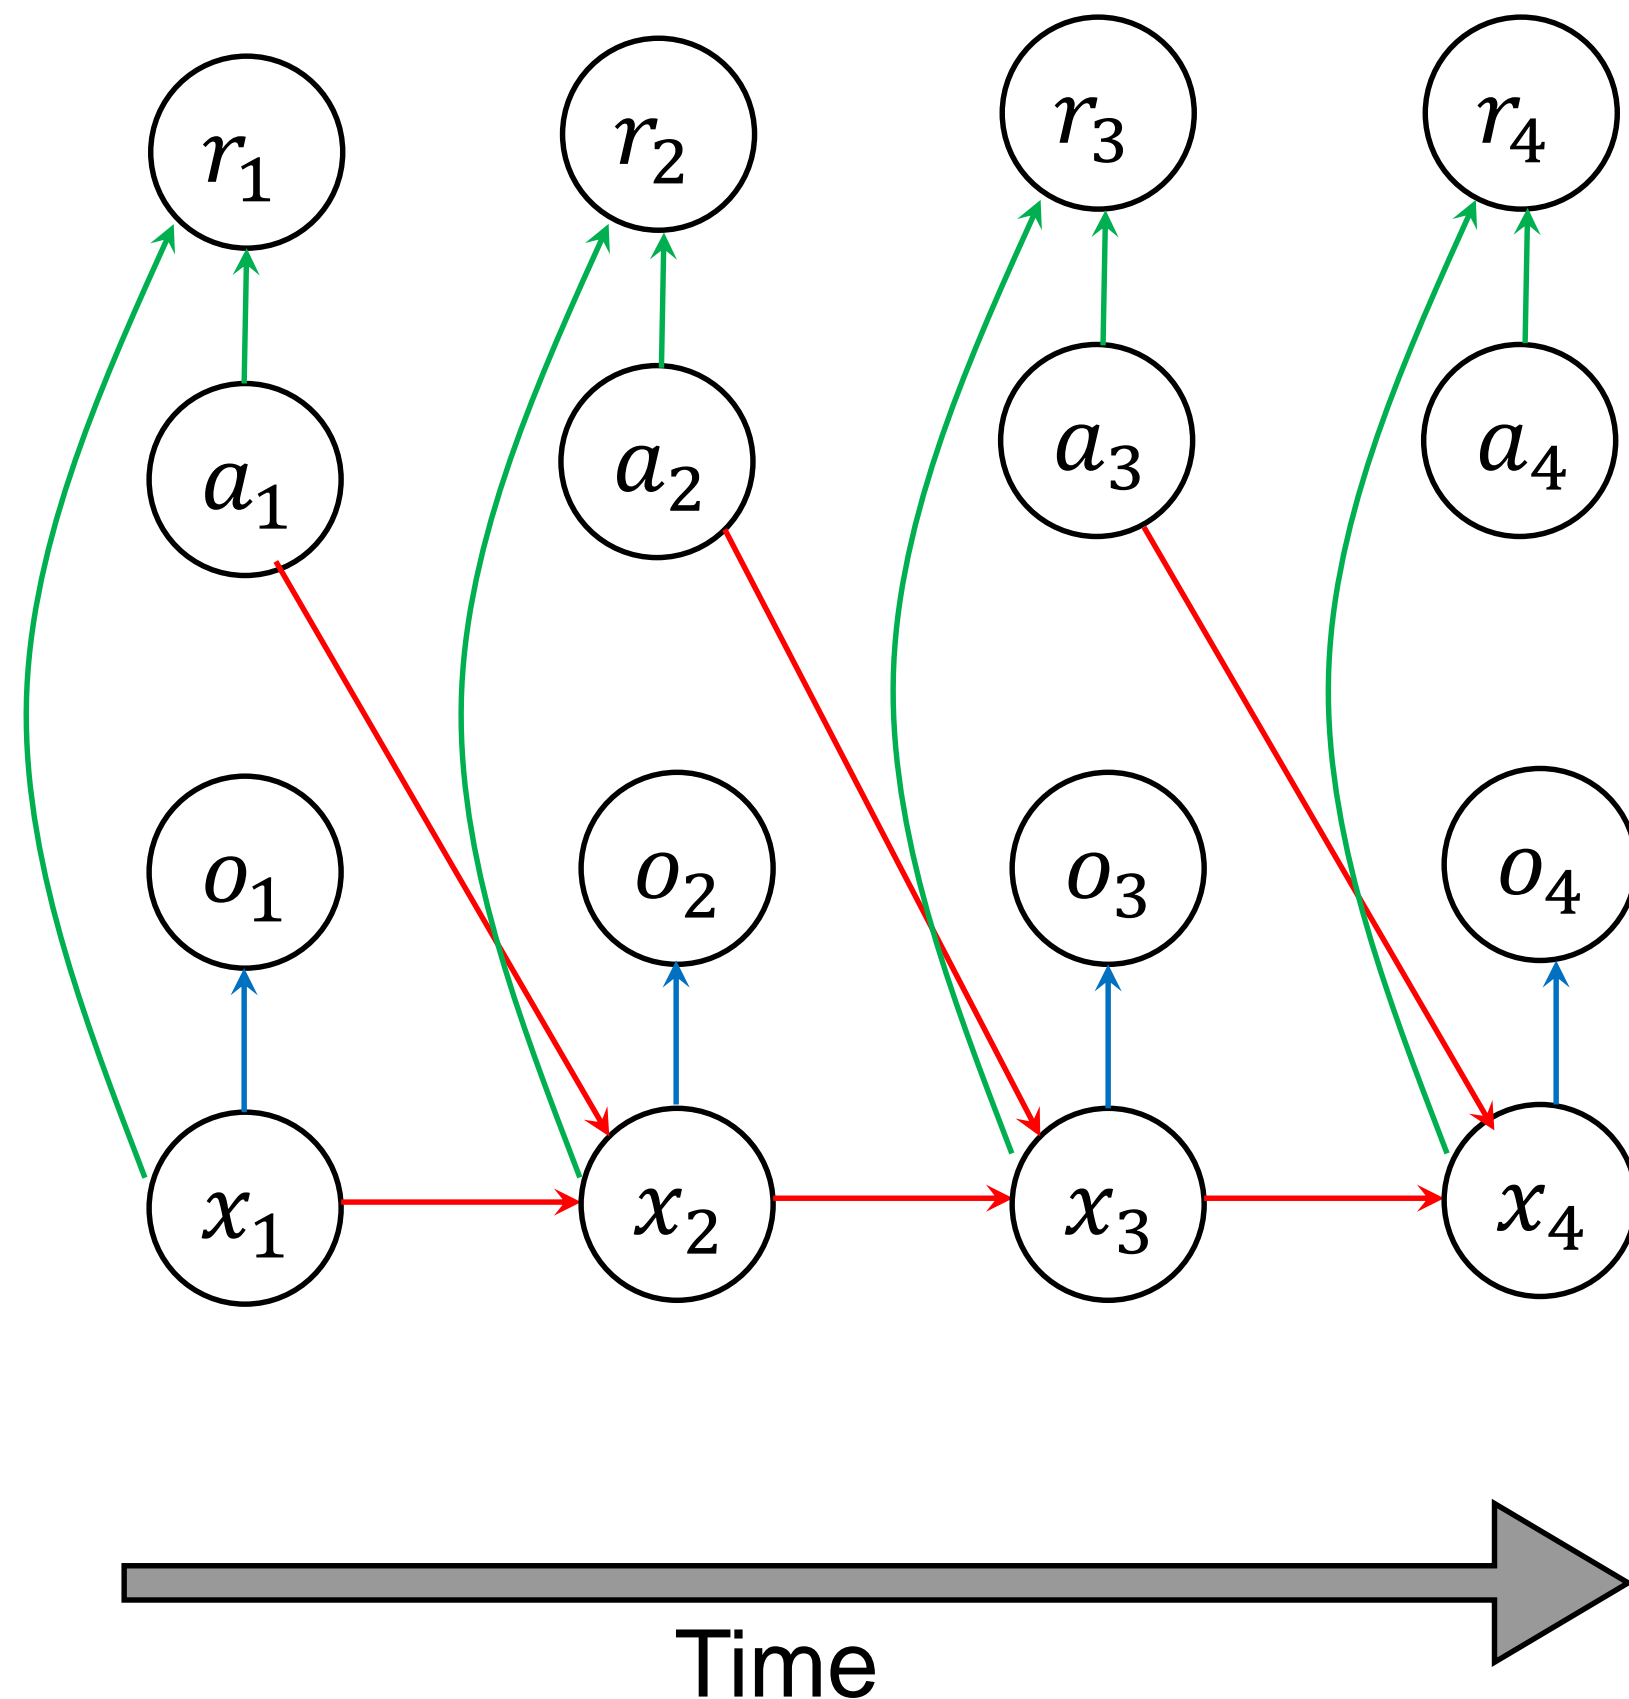 r₁ r₂ r₃ r₄
a₁ a₂ a₃ a₄
o₁ o₂ o₃ o₄
x₁ x₂ x₃ x₄
Time